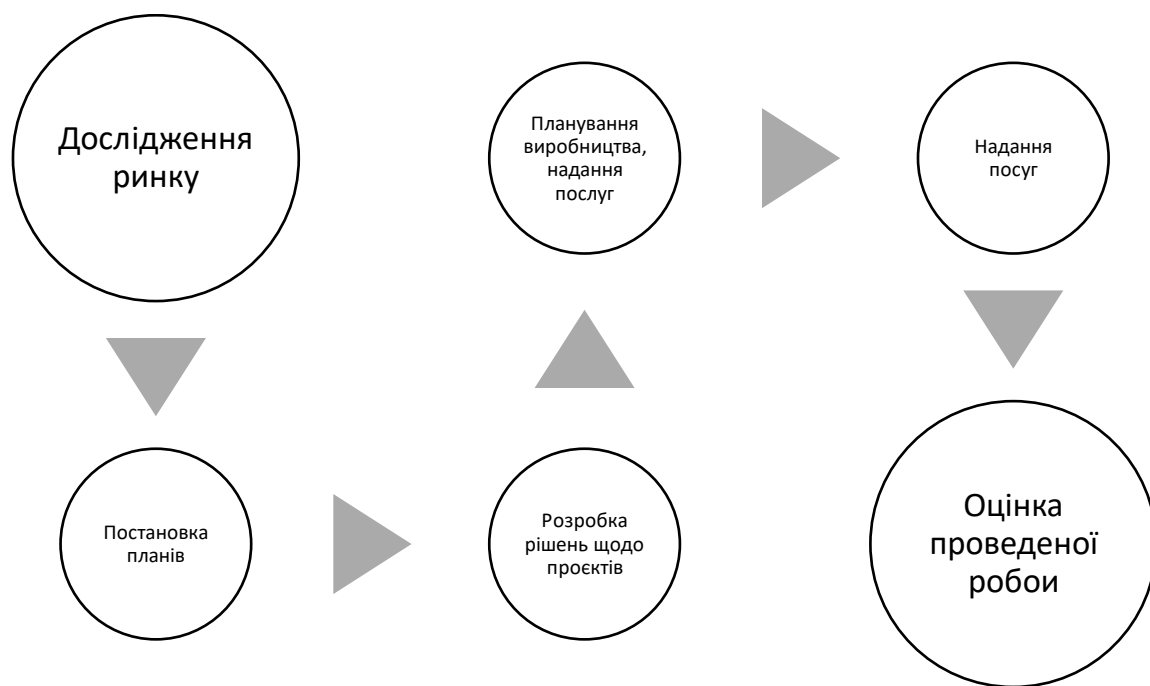 Дослідження
ринку
Постановка
планів
Розробка
рішень щодо
проєктів
Планування
виробництва,
надання
послуг
Надання
посуг
Оцінка
проведеної
робои